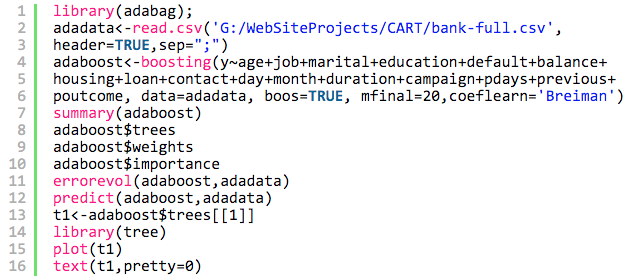 1 library(adabag);
2 adadata<-read.csv('G:/WebSiteProjects/CART/bank-full.csv',
3 header=TRUE,sep=";")
4 adaboost<-boosting(y~age+job+marital+education+default+balance+
5 housing+loan+contact+day+month+duration+campaign+pdays+previous+
6 poutcome, data=adadata, boos=TRUE, mfinal=20,coeflearn='Breiman')
7 summary(adaboost)
8 adaboost$trees
9 adaboost$weights
10 adaboost$importance
11 errorevol(adaboost,adadata)
12 predict(adaboost,adadata)
13 t1<-adaboost$trees[[1]]
14 library(tree)
15 plot(t1)
16 text(t1,pretty=0)